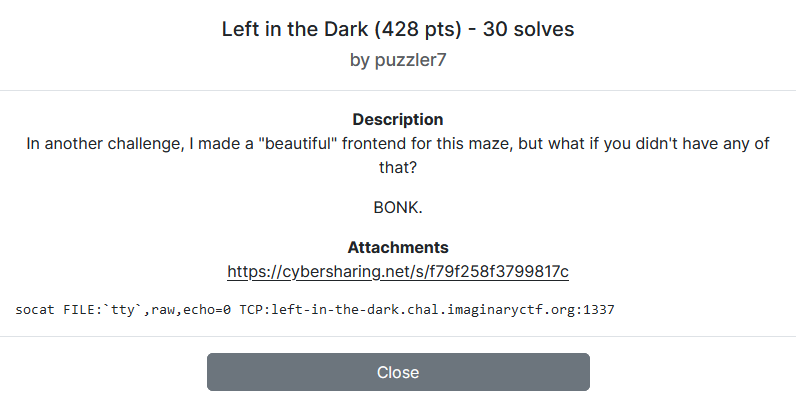 Left in the Dark (428 pts) - 30 solves
by puzzler7
Description
In another challenge, I made a "beautiful" frontend for this maze, but what if you didn't have any of
that?
BONK.
Attachments
https://cybersharing.net/s/f79f258f3799817c
socat FILE:`tty`,raw,echo=0 TCP:left-in-the-dark.chal.imaginaryctf.org:1337
Close